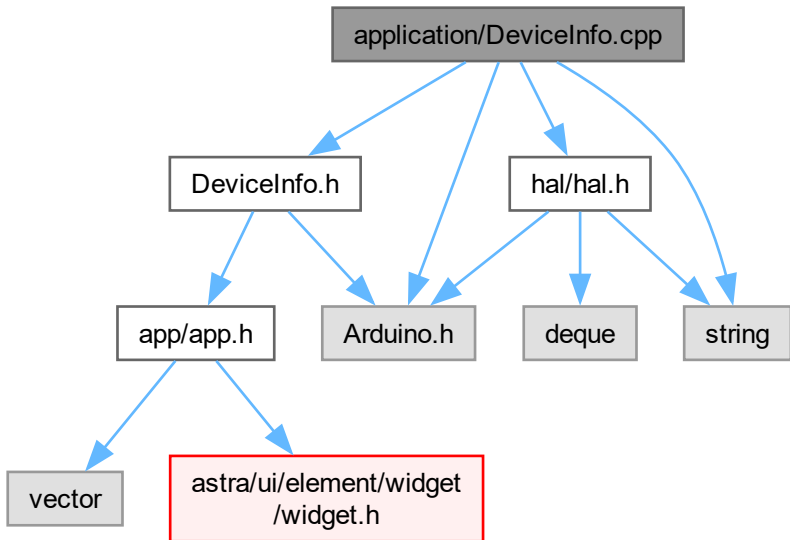 application/DeviceInfo.cpp
DeviceInfo.h
hal/hal.h
app/app.h
Arduino.h
deque
string
vector
astra/ui/element/widget
/widget.h